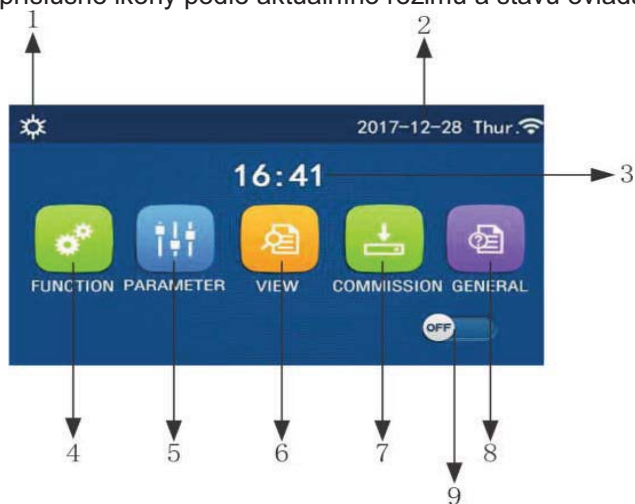 příslušné ikony podle aktuálního režimu a stavu
1 2
2017-12-28 Thur.
16:41 3
FUNCTION PARAMETER VIEW COMMISSION GENERAL
OFF
4 5 6 7 8
9